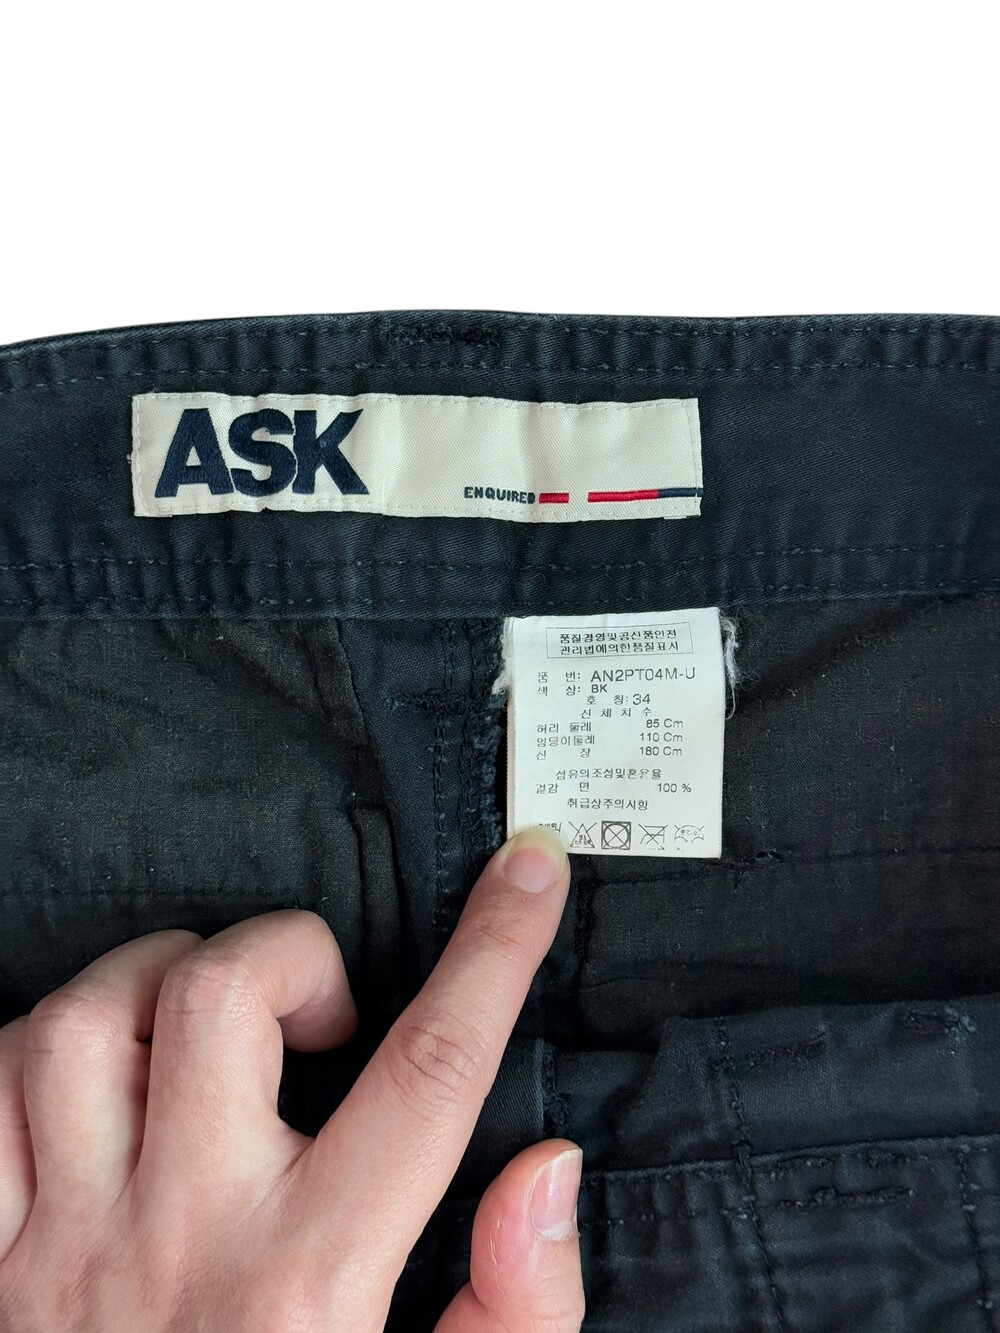 ASK
ENQUIRED
품질경영및공산품안전
관리법에의한품질표시
품 번: AN2PT04M-U
색 상: BK
호 칭: 34
신 체 치 수
허리 둘레 85 Cm
엉덩이둘레 110 Cm
신 장 180 Cm
섬유의조성및혼용율
겉감 면 100 %
취급상주의사항